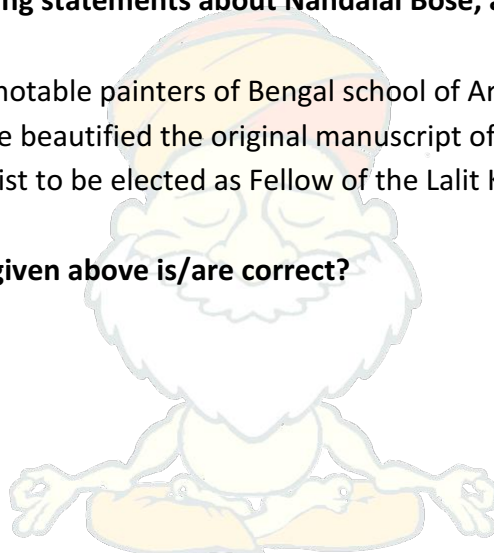 ng statements about Nandalal Bose, a
notable painters of Bengal school of Ar
e beautified the original manuscript of
ist to be elected as Fellow of the Lalit K
given above is/are correct?